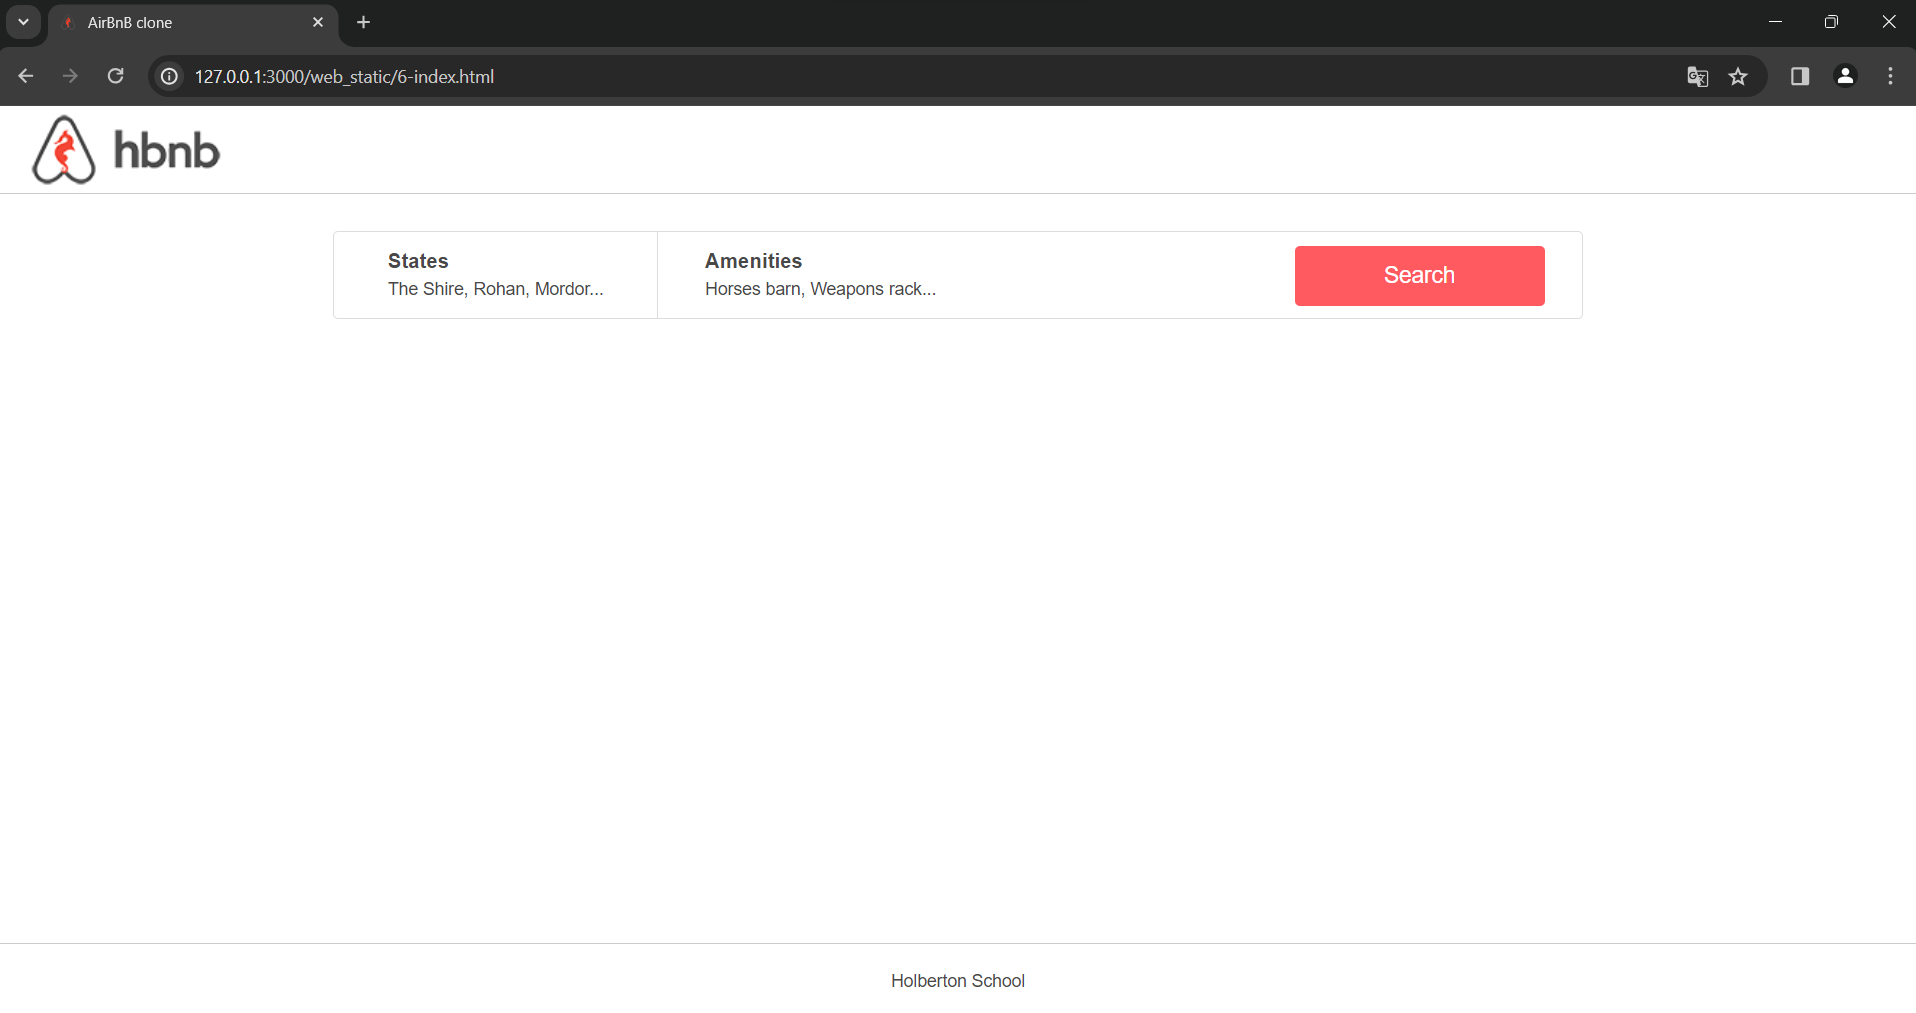 AirBnB clone
127.0.0.1:3000/web_static/6-index.html
hbnb
States
The Shire, Rohan, Mordor...
Amenities
Horses barn, Weapons rack...
Search
Holberton School